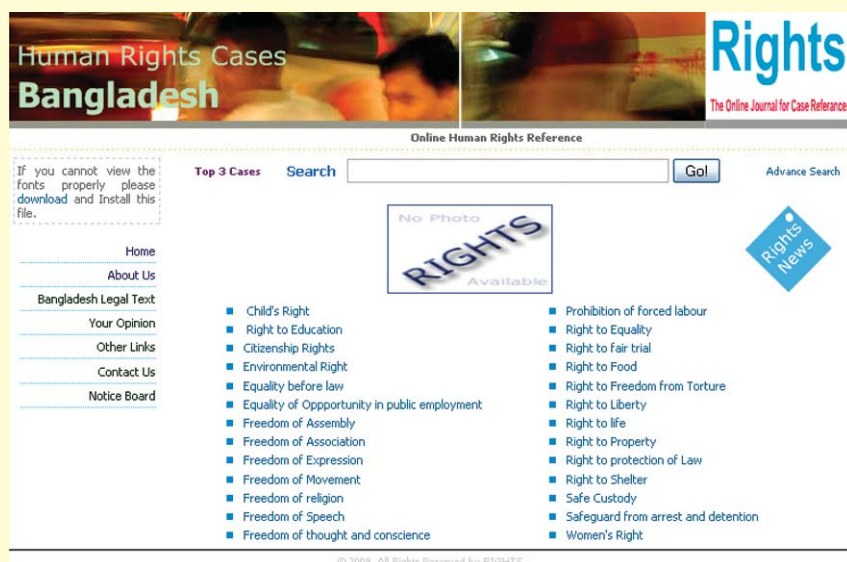 Human Rights Cases
Bangladesh
Rights
The Online Journal for Case Referance
Online Human Rights Reference
If you cannot view the
fonts properly please
download and Install this
file.
Top 3 Cases
Search
Go!
Advance Search
No Photo
RIGHTS
Available
Rights
News
Home
About Us
Bangladesh Legal Text
Your Opinion
Other Links
Contact Us
Notice Board
Child's Right
Right to Education
Citizenship Rights
Environmental Right
Equality before law
Equality of Oppportunity in public employment
Freedom of Assembly
Freedom of Association
Freedom of Expression
Freedom of Movement
Freedom of religion
Freedom of Speech
Freedom of thought and conscience
Prohibition of forced labour
Right to Equality
Right to fair trial
Right to Food
Right to Freedom from Torture
Right to Liberty
Right to life
Right to Property
Right to protection of Law
Right to Shelter
Safe Custody
Safeguard from arrest and detention
Women's Right